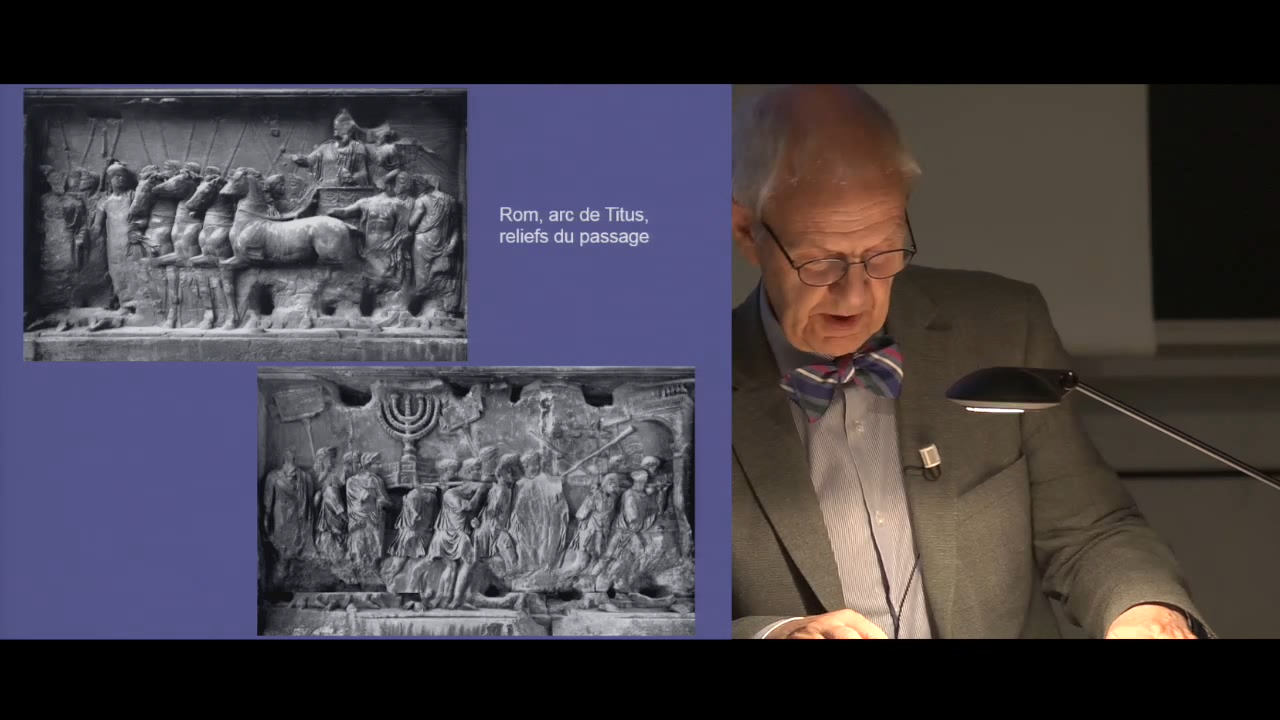 Rom, arc de Titus,
reliefs du passage